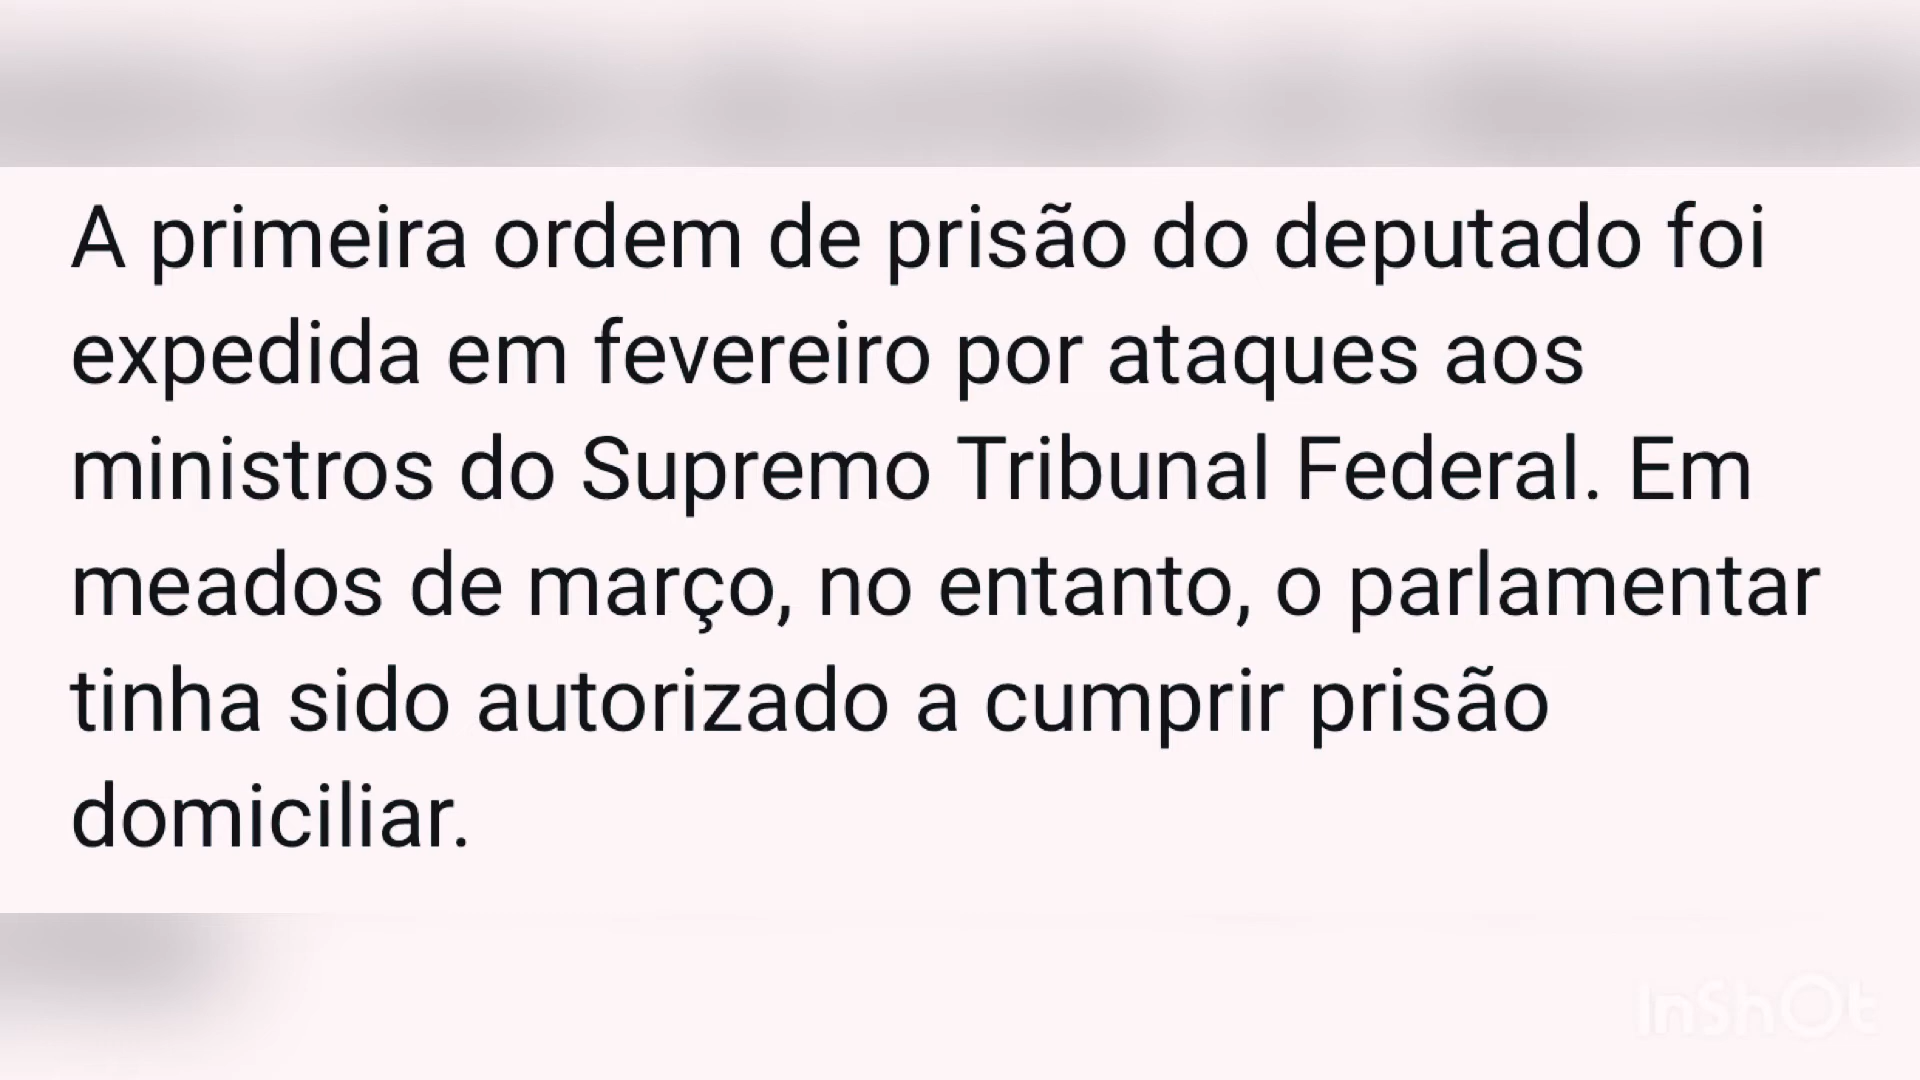 A primeira ordem de prisão do deputado foi
expedida em fevereiro por ataques aos
ministros do Supremo Tribunal Federal. Em
meados de março, no entanto, o parlamentar
tinha sido autorizado a cumprir prisão
domiciliar.
InShOt